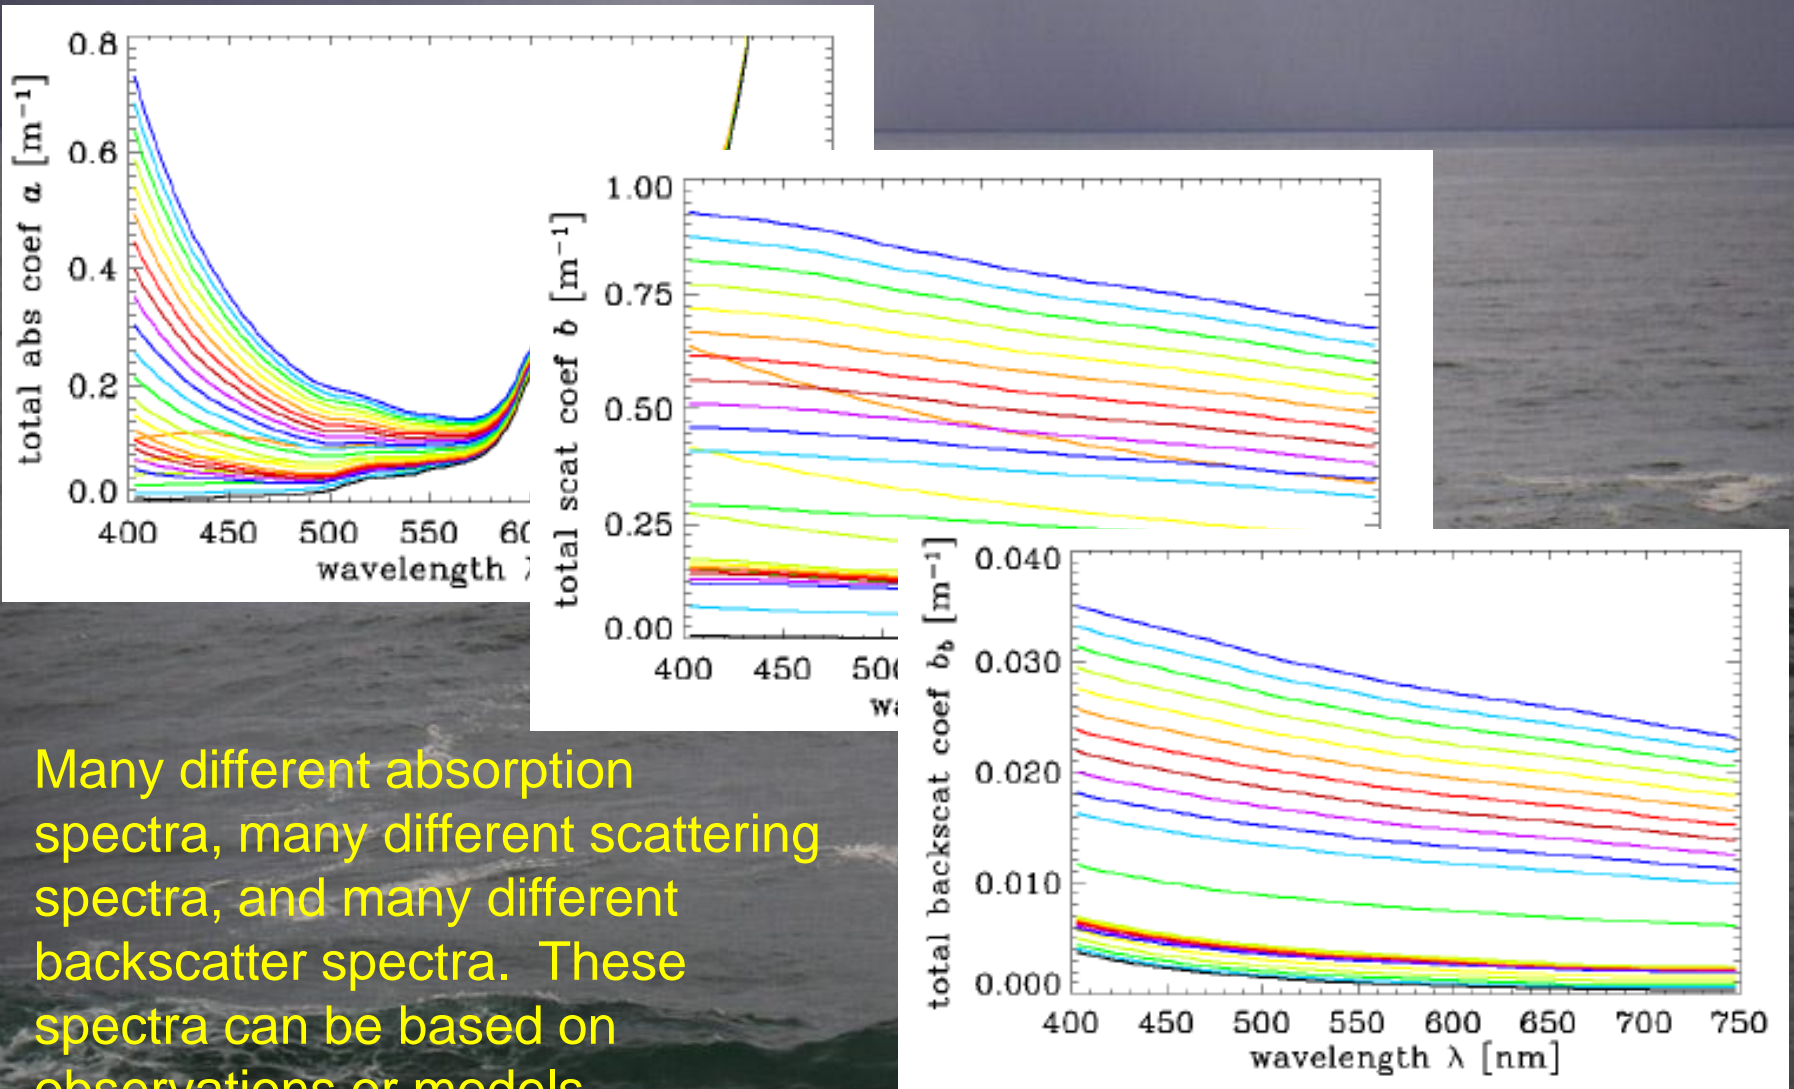 0.8
0.6
0.4
0.2
0.0
total abs coef a [m⁻¹]
400 450 500 550
wavelength
1.00
0.75
0.50
0.25
0.00
total scat coef b [m⁻¹]
400 450
0.040
0.030
0.020
0.010
0.000
total backscat coef b_b [m⁻¹]
400 450 500 550 600 650 700 750
wavelength λ [nm]
Many different absorption
spectra, many different scattering
spectra, and many different
backscatter spectra.  These
spectra can be based on
observations or models